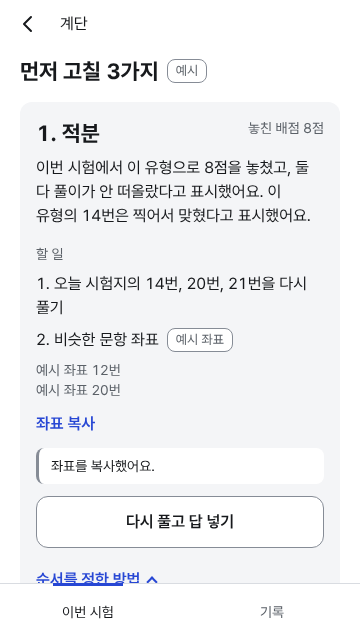 계단
먼저 고칠 3가지 예시
1. 적분 놓친 배점 8점
이번 시험에서 이 유형으로 8점을 놓쳤고, 둘
다 풀이가 안 떠올랐다고 표시했어요. 이
유형의 14번은 찍어서 맞혔다고 표시했어요.
할 일
1. 오늘 시험지의 14번, 20번, 21번을 다시
풀기
2. 비슷한 문항 좌표 예시 좌표
예시 좌표 12번
예시 좌표 20번
좌표 복사
좌표를 복사했어요.
다시 풀고 답 넣기
순서를 정한 방법
이번 시험 기록